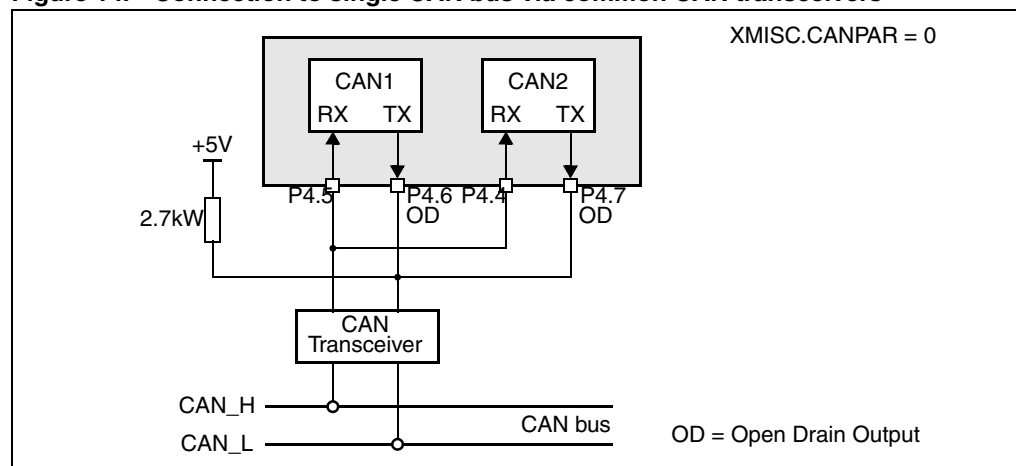 Figure 14. Connection to single CAN bus via common CAN transceivers
XMISC.CANPAR = 0
CAN1
RX TX
CAN2
RX TX
+5V
P4.5
P4.6
OD
P4.4
P4.7
OD
2.7kW
CAN
Transceiver
CAN_H
CAN bus
CAN_L
OD = Open Drain Output